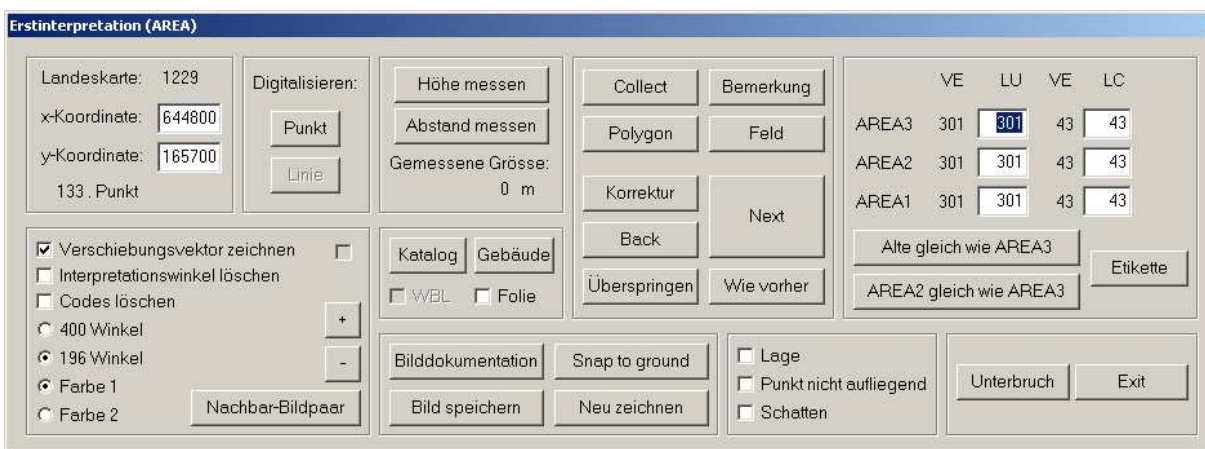 Erstinterpretation (AREA)
Landeskarte: 1229
x-Koordinate: 644800
y-Koordinate: 165700
133 . Punkt
Digitalisieren:
Punkt
Linie
Höhe messen
Abstand messen
Gemessene Grösse:
0 m
Collect
Bemerkung
Polygon
Feld
Korrektur
Next
Back
Überspringen
Wie vorher
VE LU VE LC
AREA3 301 301 43 43
AREA2 301 301 43 43
AREA1 301 301 43 43
Alte gleich wie AREA3
AREA2 gleich wie AREA3
Etikette
Verschiebungsvektor zeichnen
Interpretationswinkel löschen
Codes löschen
400 Winkel
196 Winkel
Farbe 1
Farbe 2
+
-
Nachbar-Bildpaar
Katalog
Gebäude
WBL
Folie
Bilddokumentation
Snap to ground
Bild speichern
Neu zeichnen
Lage
Punkt nicht aufliegend
Schatten
Unterbruch
Exit